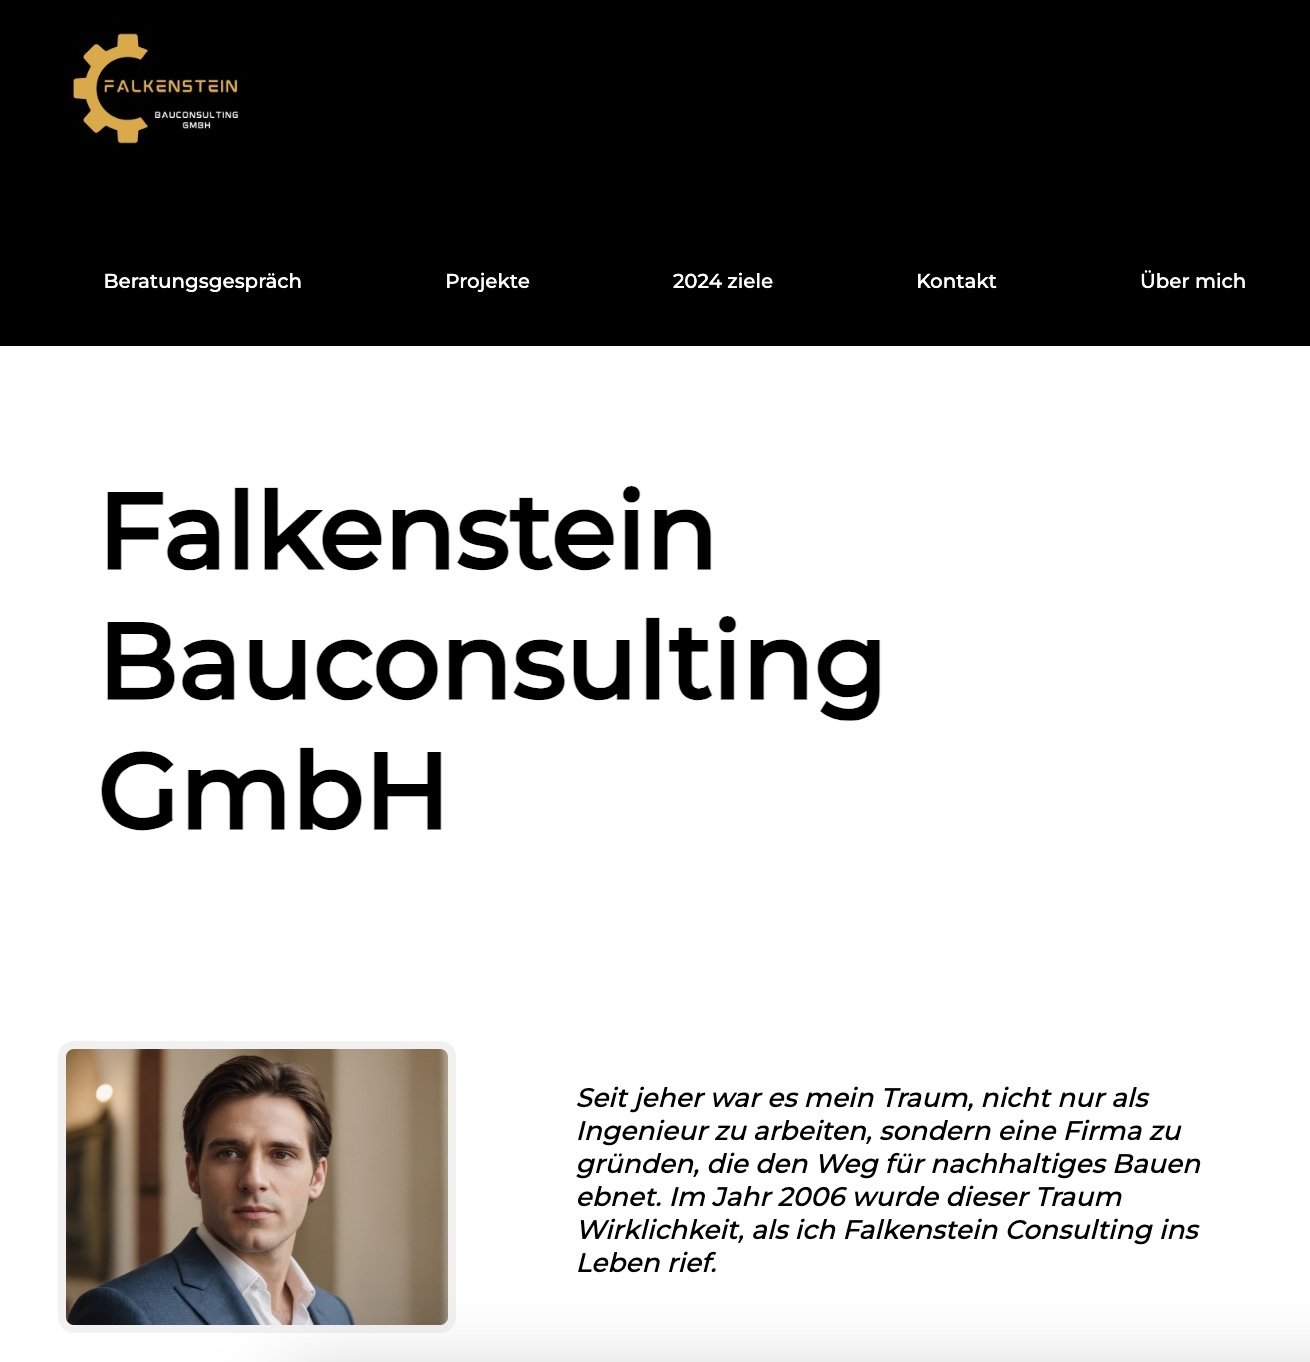 FALKENSTEIN
BAUCONSULTING
GMBH
Beratungsgespräch Projekte 2024 ziele Kontakt Über mich
Falkenstein
Bauconsulting
GmbH
Seit jeher war es mein Traum, nicht nur als
Ingenieur zu arbeiten, sondern eine Firma zu
gründen, die den Weg für nachhaltiges Bauen
ebnet. Im Jahr 2006 wurde dieser Traum
Wirklichkeit, als ich Falkenstein Consulting ins
Leben rief.